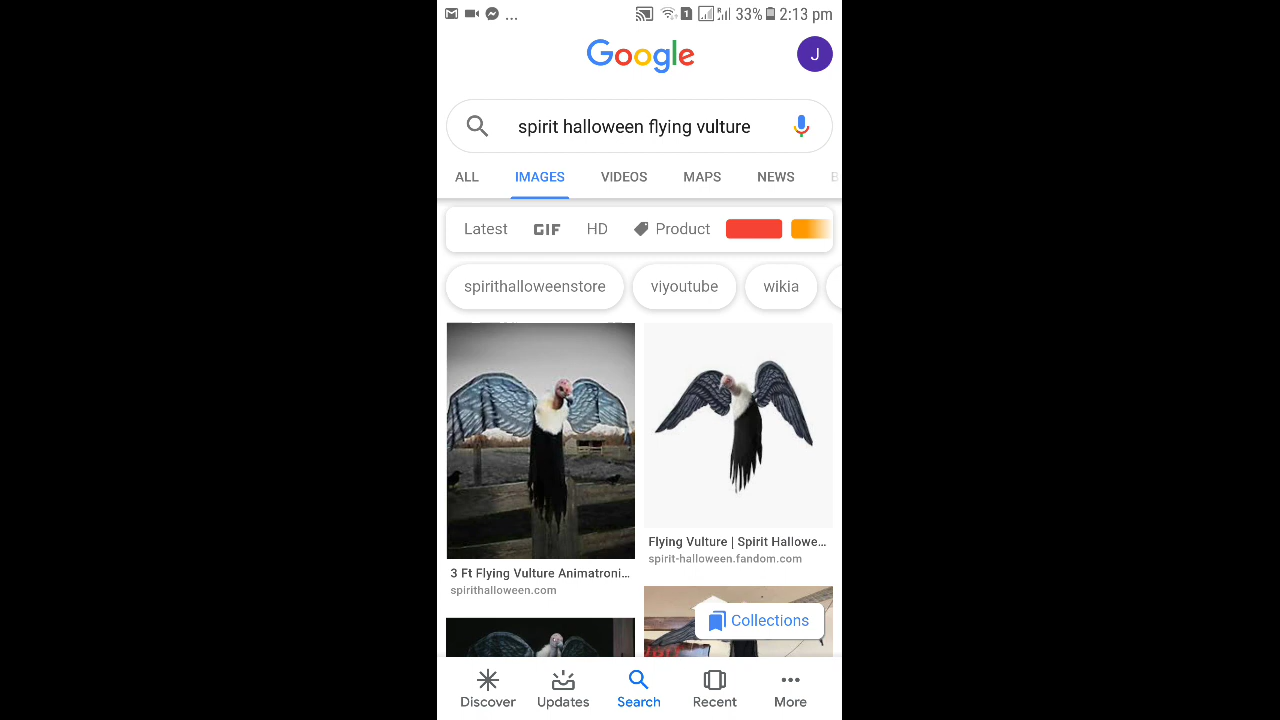 ... 1 R 33% 2:13 pm
Google
J
spirit halloween flying vulture
ALL IMAGES VIDEOS MAPS NEWS B
Latest GIF HD Product
spirithalloweenstore viyoutube wikia
3 Ft Flying Vulture Animatroni...
spirithalloween.com
Flying Vulture | Spirit Hallowe...
spirit-halloween.fandom.com
Collections
Discover Updates Search Recent More